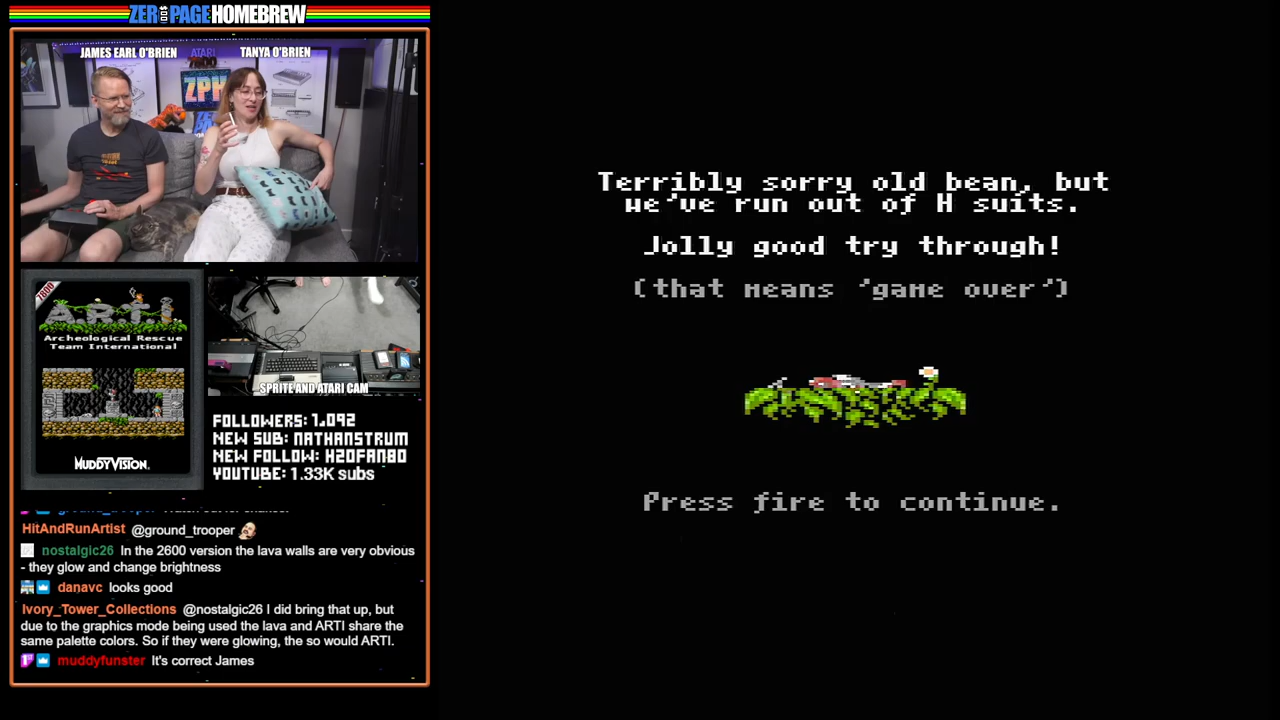 ZER PAGE HOMEBREW
JAMES EARL O'BRIEN
ATARI
TANYA O'BRIEN
ZPH
7800
A.R.T.I
Archeological Rescue
Team International
MUDDYVISION
SPRITE AND ATARI CAM
FOLLOWERS: 1,092
NEW SUB: NATHANSTRUM
NEW FOLLOW: H2OFAN80
YOUTUBE: 1.33K subs
HitAndRunArtist @ground_trooper
nostalgic26 In the 2600 version the lava walls are very obvious
- they glow and change brightness
danavc looks good
Ivory_Tower_Collections @nostalgic26 I did bring that up, but
due to the graphics mode being used the lava and ARTI share the
same palette colors. So if they were glowing, the so would ARTI.
muddyfunster It's correct James
Terribly sorry old bean, but
we've run out of H suits.
Jolly good try through!
(that means 'game over')
Press fire to continue.